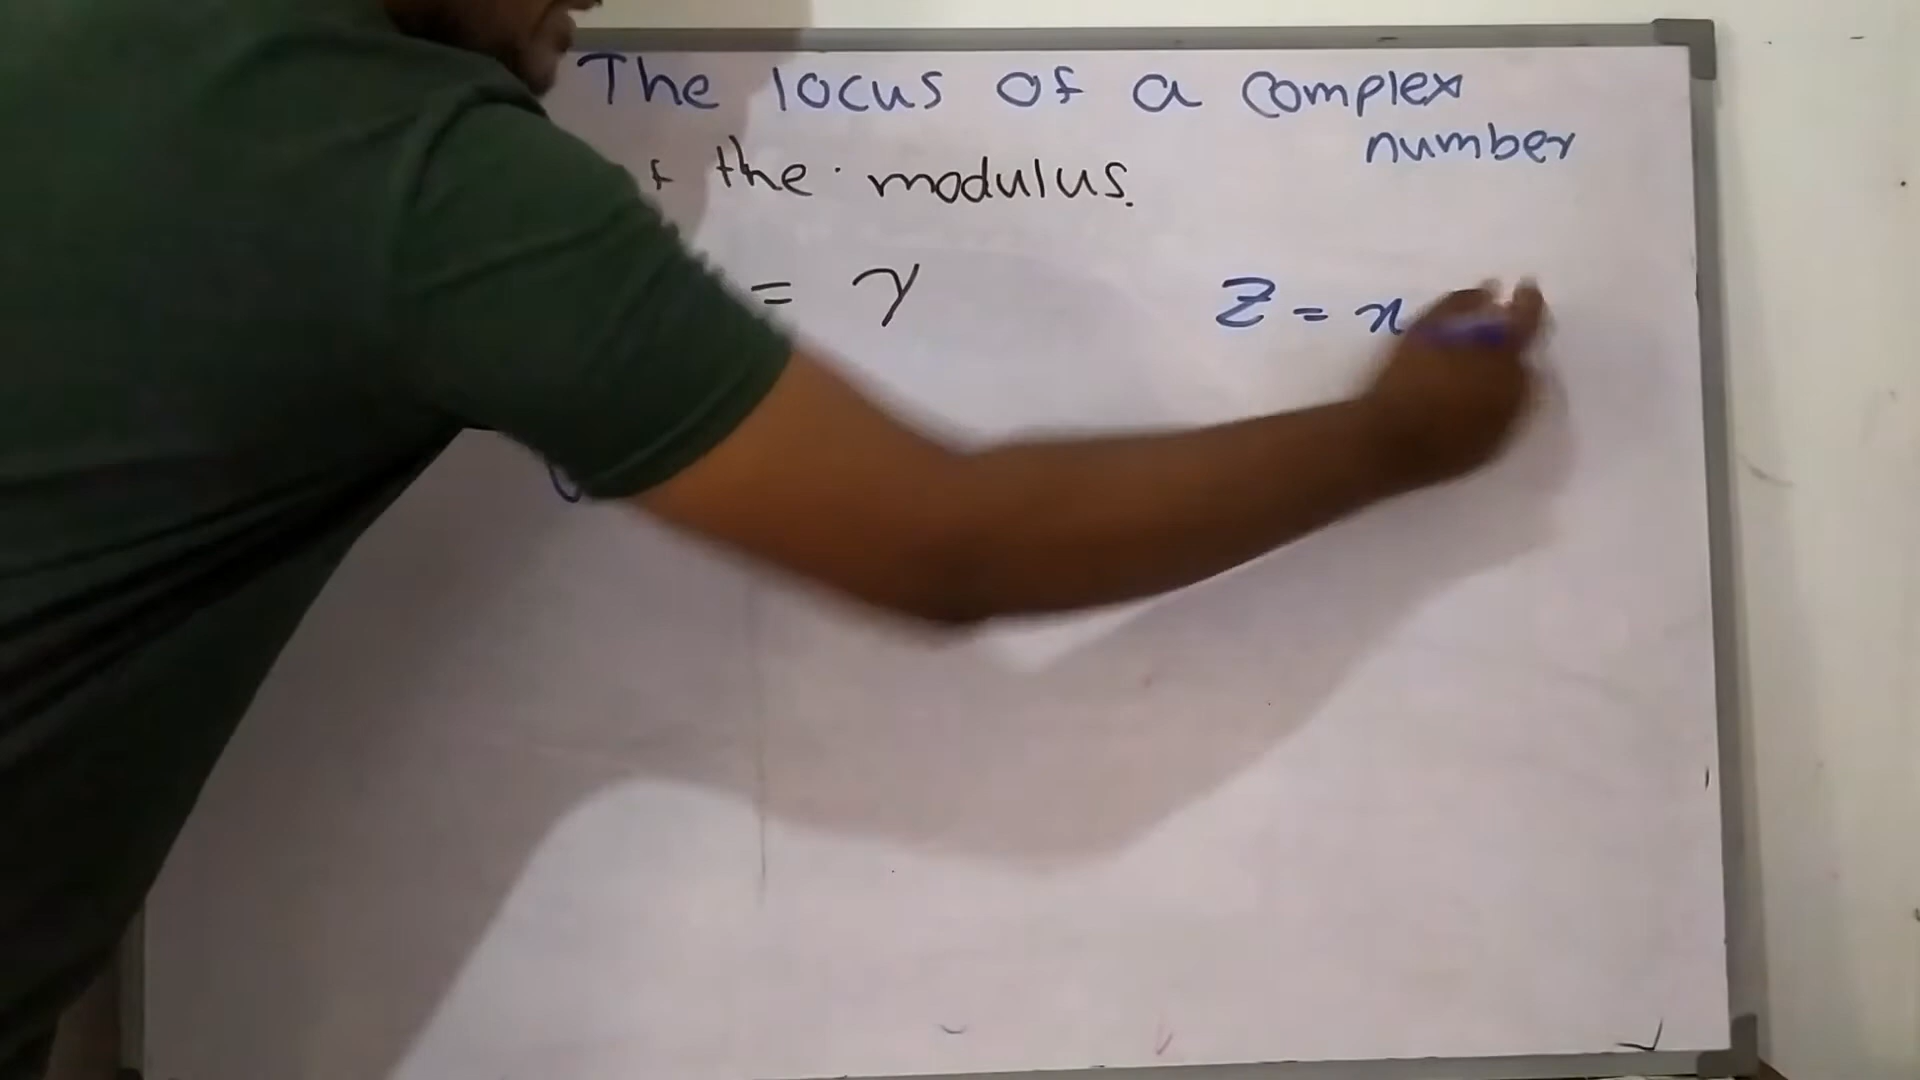 The locus of a complex
number
the modulus.
= r
Z = x